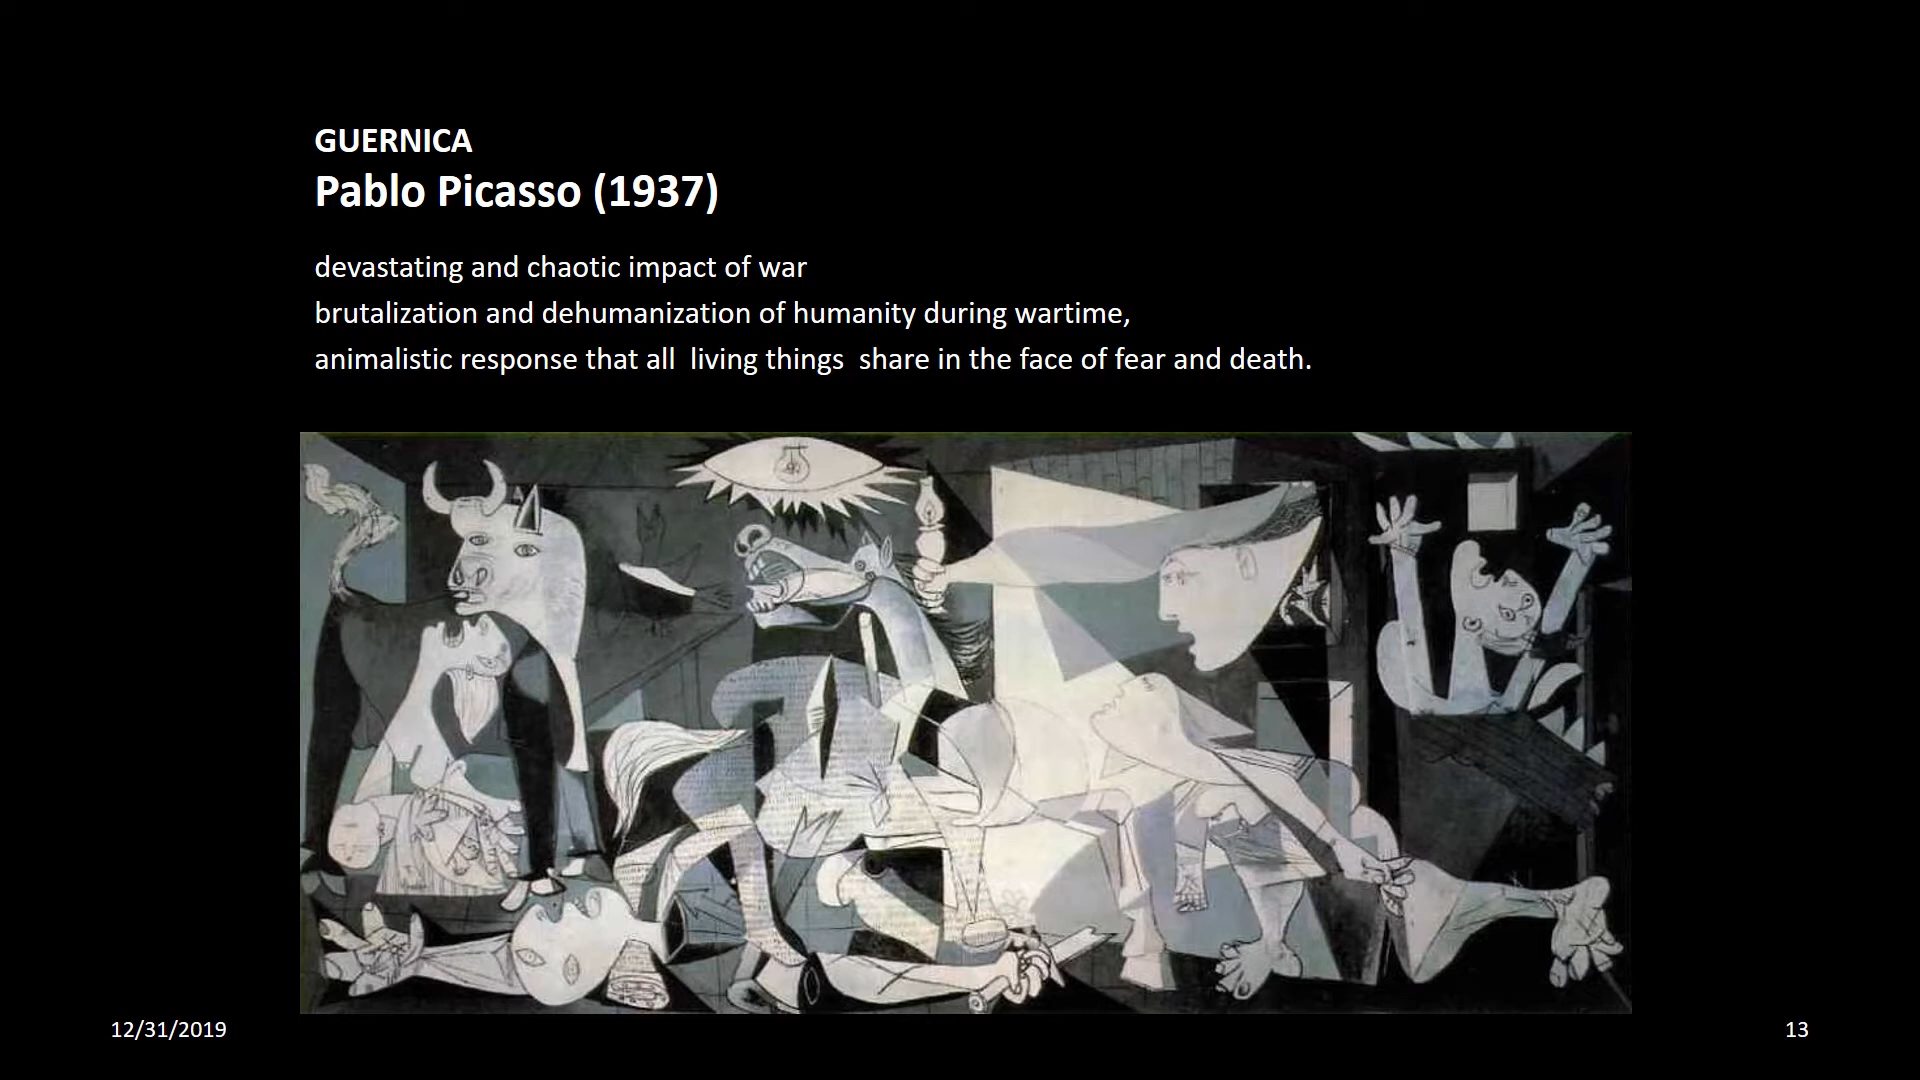 GUERNICA
Pablo Picasso (1937)
devastating and chaotic impact of war
brutalization and dehumanization of humanity during wartime,
animalistic response that all  living things  share in the face of fear and death.
12/31/2019
13